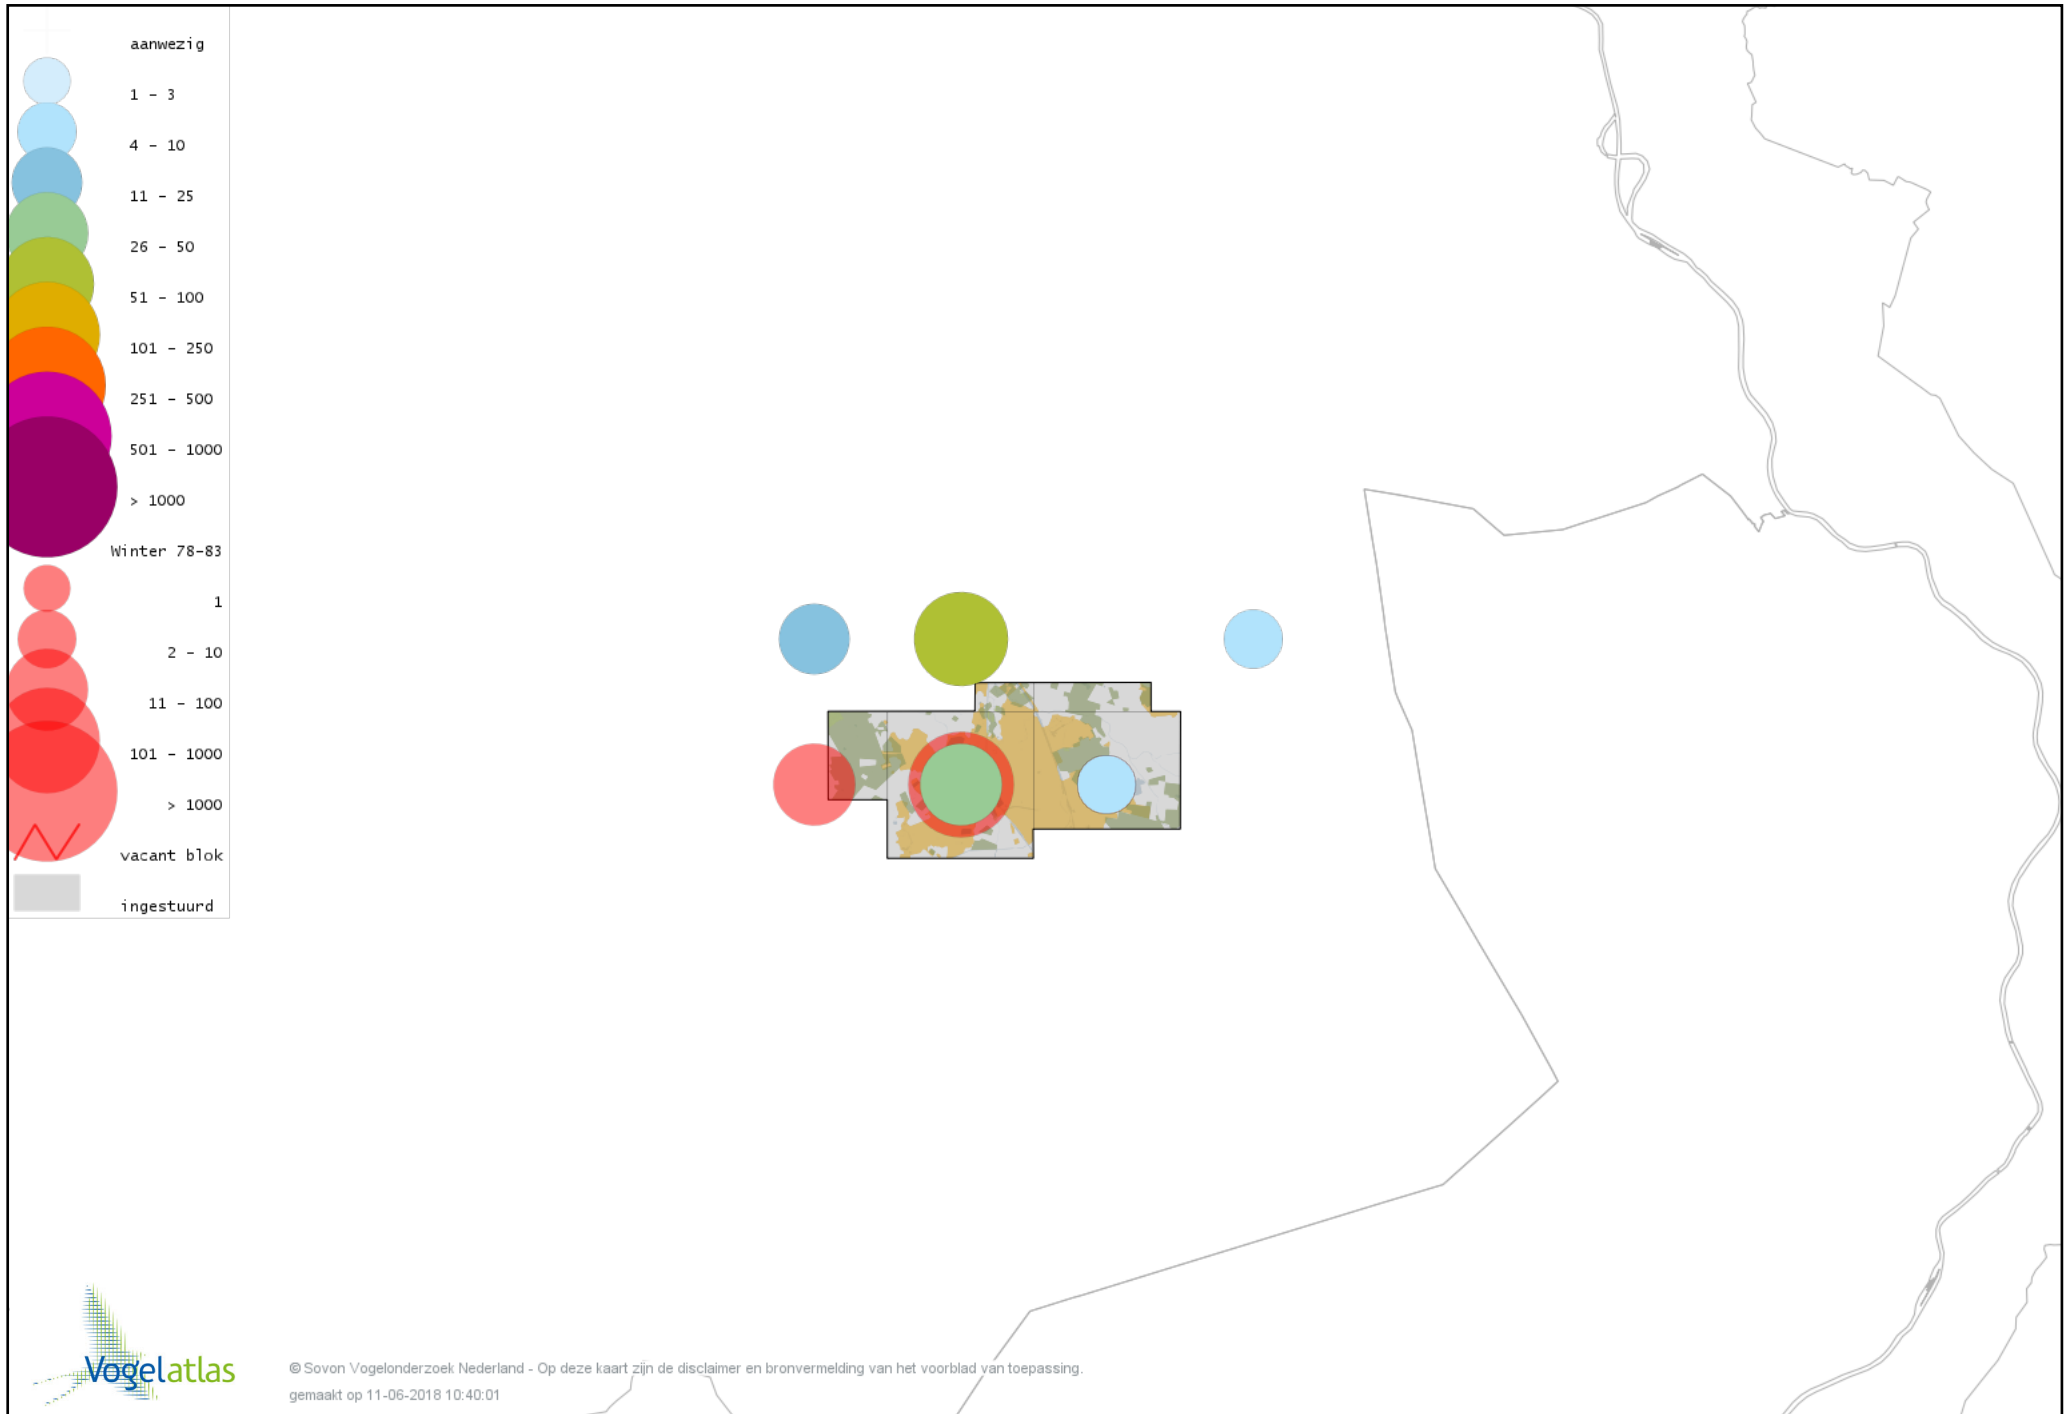 aanwezig
1 - 3
4 - 10
11 - 25
26 - 50
51 - 100
101 - 250
251 - 500
501 - 1000
> 1000
Winter 78-83
1
2 - 10
11 - 100
101 - 1000
> 1000
vacant blok
ingestuurd
Vogelatlas
© Sovon Vogelonderzoek Nederland - Op deze kaart zijn de disclaimer en bronvermelding van het voorblad van toepassing.
gemaakt op 11-06-2018 10:40:01